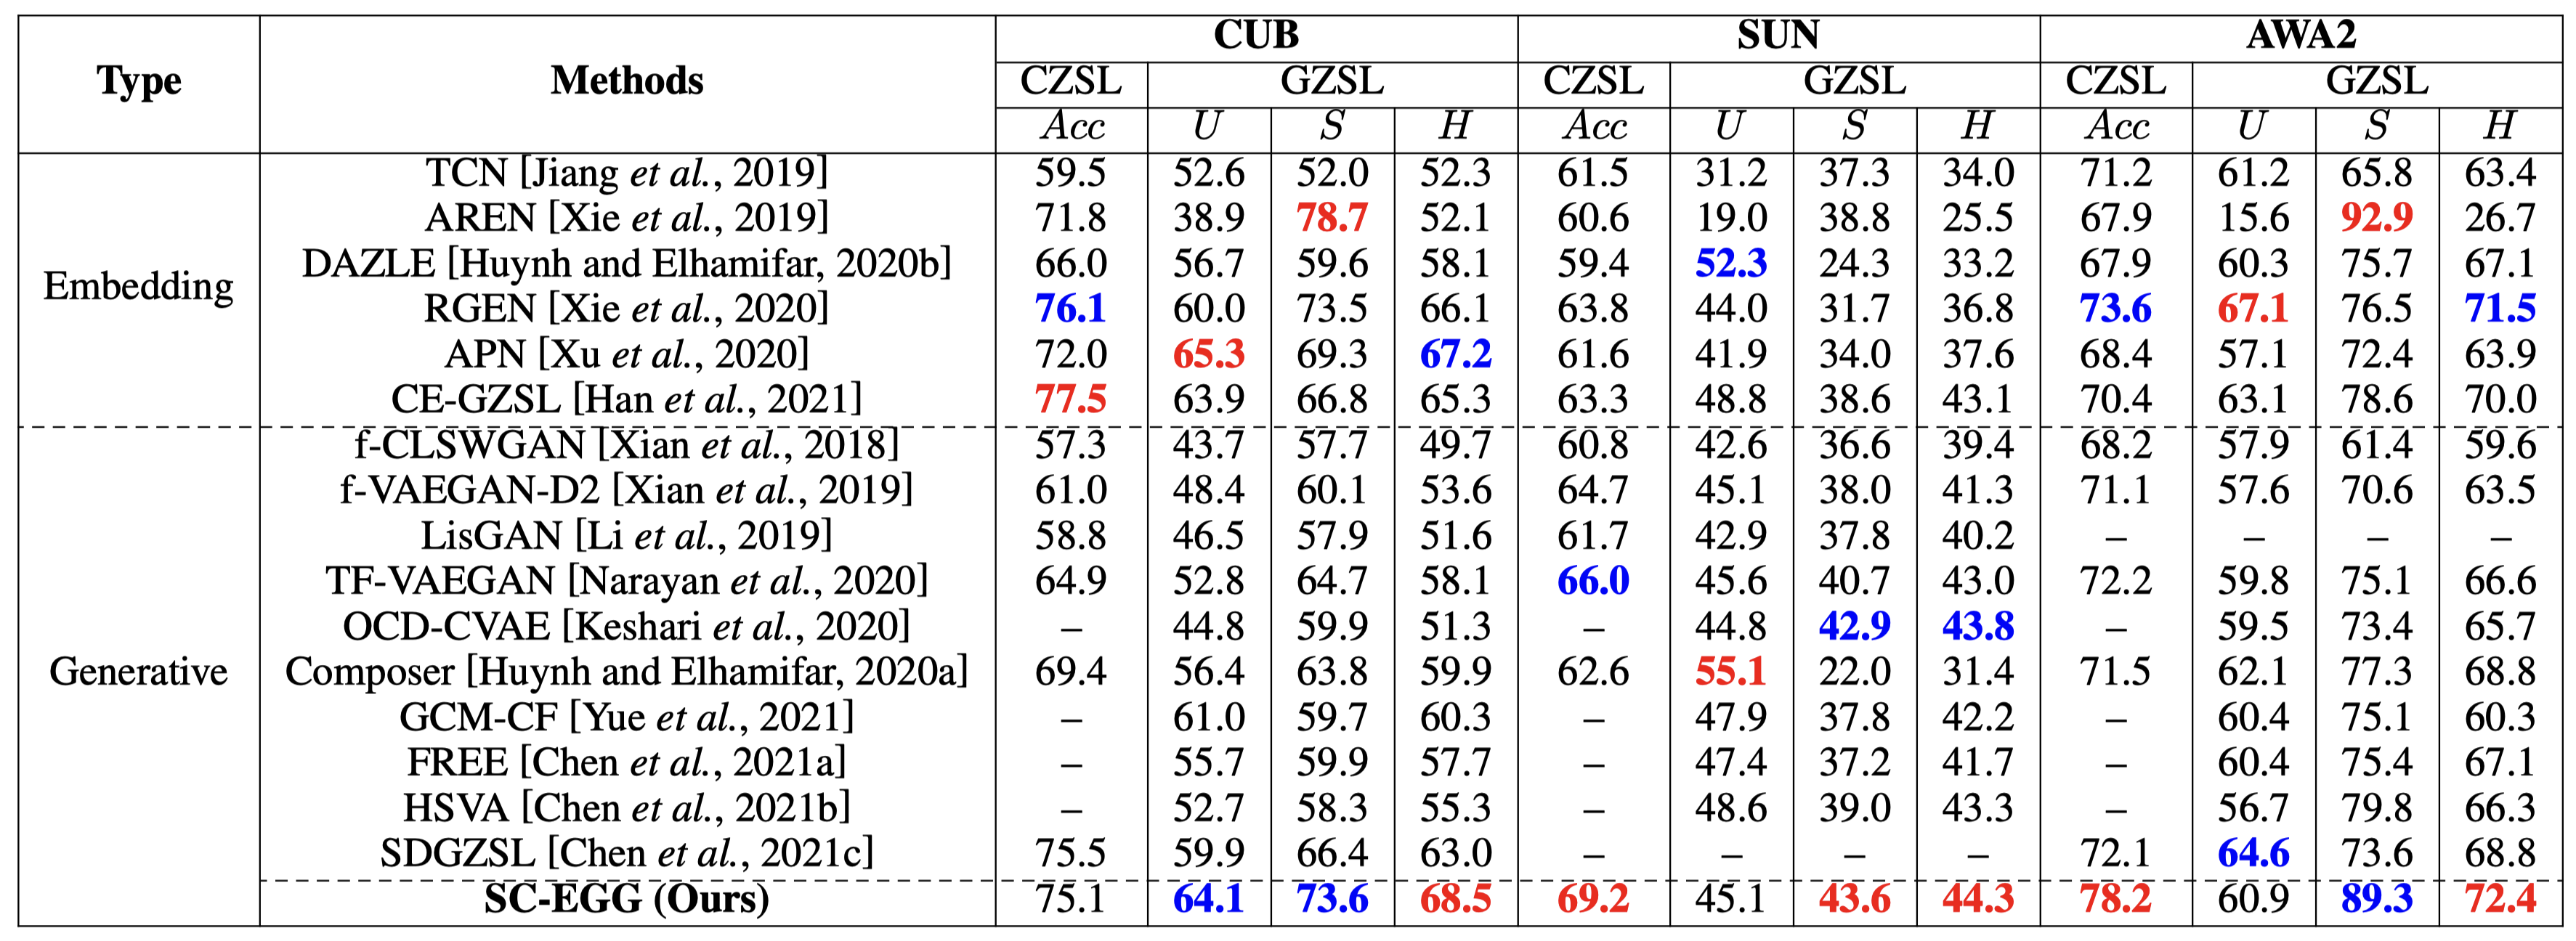 Type Methods CUB SUN AWA2
CZSL GZSL CZSL GZSL CZSL GZSL
Acc U S H Acc U S H Acc U S H
Embedding
TCN [Jiang et al., 2019] 59.5 52.6 52.0 52.3 61.5 31.2 37.3 34.0 71.2 61.2 65.8 63.4
AREN [Xie et al., 2019] 71.8 38.9 78.7 52.1 60.6 19.0 38.8 25.5 67.9 15.6 92.9 26.7
DAZLE [Huynh and Elhamifar, 2020b] 66.0 56.7 59.6 58.1 59.4 52.3 24.3 33.2 67.9 60.3 75.7 67.1
RGEN [Xie et al., 2020] 76.1 60.0 73.5 66.1 63.8 44.0 31.7 36.8 73.6 67.1 76.5 71.5
APN [Xu et al., 2020] 72.0 65.3 69.3 67.2 61.6 41.9 34.0 37.6 68.4 57.1 72.4 63.9
CE-GZSL [Han et al., 2021] 77.5 63.9 66.8 65.3 63.3 48.8 38.6 43.1 70.4 63.1 78.6 70.0
Generative
f-CLSWGAN [Xian et al., 2018] 57.3 43.7 57.7 49.7 60.8 42.6 36.6 39.4 68.2 57.9 61.4 59.6
f-VAEGAN-D2 [Xian et al., 2019] 61.0 48.4 60.1 53.6 64.7 45.1 38.0 41.3 71.1 57.6 70.6 63.5
LisGAN [Li et al., 2019] 58.8 46.5 57.9 51.6 61.7 42.9 37.8 40.2 – – – –
TF-VAEGAN [Narayan et al., 2020] 64.9 52.8 64.7 58.1 66.0 45.6 40.7 43.0 72.2 59.8 75.1 66.6
OCD-CVAE [Keshari et al., 2020] – 44.8 59.9 51.3 – 44.8 42.9 43.8 – 59.5 73.4 65.7
Composer [Huynh and Elhamifar, 2020a] 69.4 56.4 63.8 59.9 62.6 55.1 22.0 31.4 71.5 62.1 77.3 68.8
GCM-CF [Yue et al., 2021] – 61.0 59.7 60.3 – 47.9 37.8 42.2 – 60.4 75.1 60.3
FREE [Chen et al., 2021a] – 55.7 59.9 57.7 – 47.4 37.2 41.7 – 60.4 75.4 67.1
HSVA [Chen et al., 2021b] – 52.7 58.3 55.3 – 48.6 39.0 43.3 – 56.7 79.8 66.3
SDGZSL [Chen et al., 2021c] 75.5 59.9 66.4 63.0 – – – – 72.1 64.6 73.6 68.8
SC-EGG (Ours) 75.1 64.1 73.6 68.5 69.2 45.1 43.6 44.3 78.2 60.9 89.3 72.4